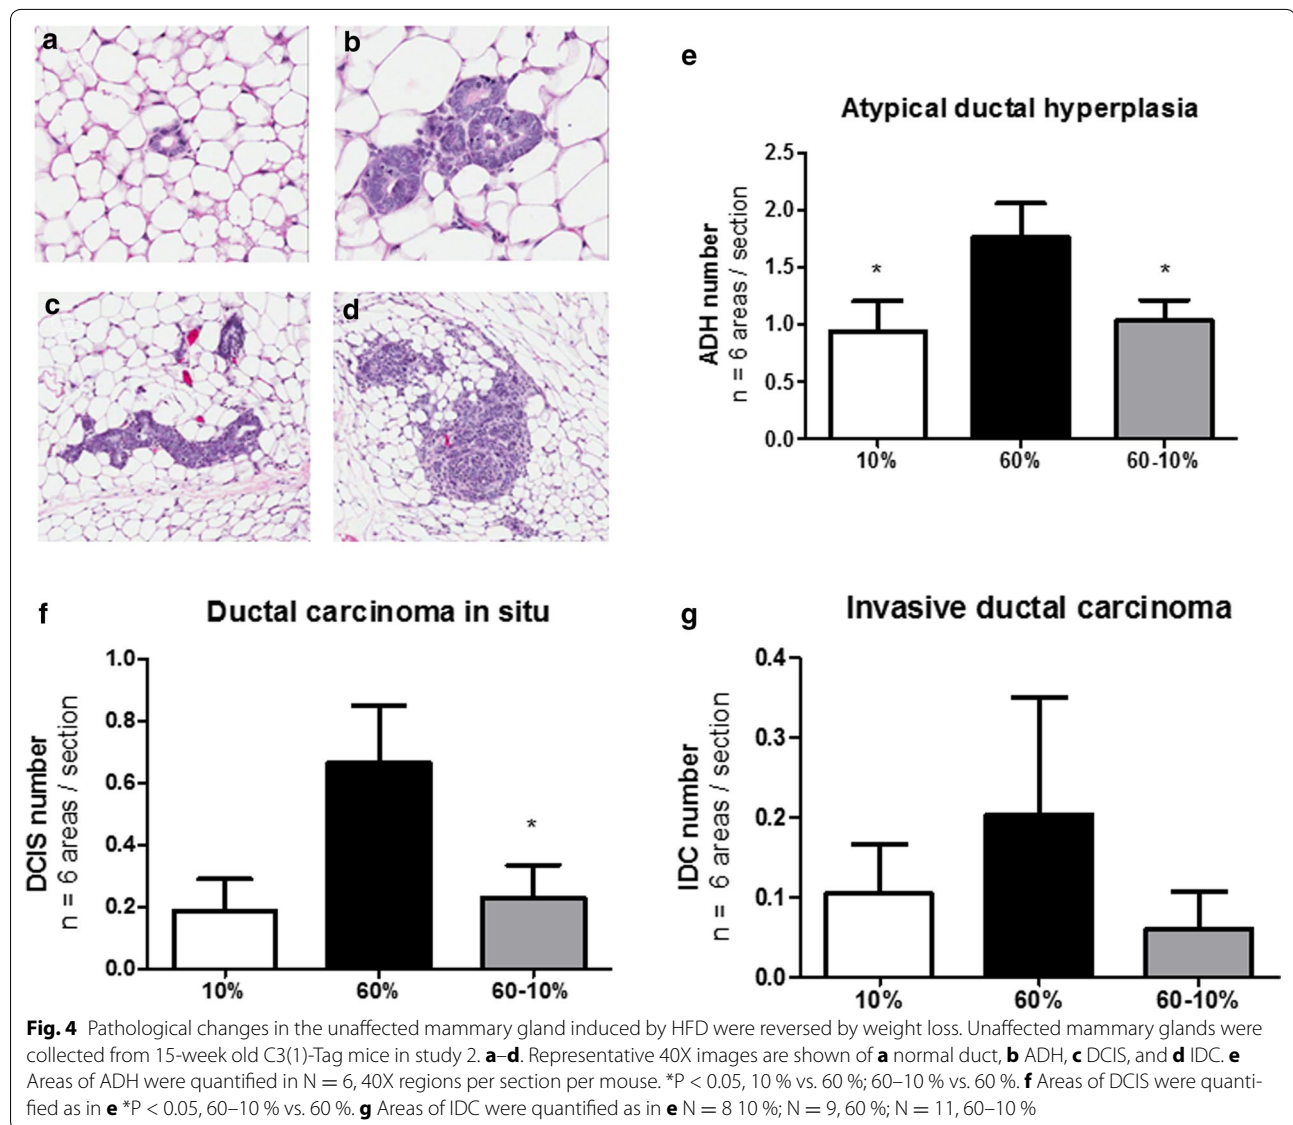 a
b
c
d
e
Atypical ductal hyperplasia
ADH number
n = 6 areas / section
2.5
2.0
1.5
1.0
0.5
0.0
*
*
10%
60%
60-10%
f
Ductal carcinoma in situ
DCIS number
n = 6 areas / section
1.0
0.8
0.6
0.4
0.2
0.0
*
10%
60%
60-10%
g
Invasive ductal carcinoma
IDC number
n = 6 areas / section
0.4
0.3
0.2
0.1
0.0
10%
60%
60-10%
Fig. 4 Pathological changes in the unaffected mammary gland induced by HFD were reversed by weight loss. Unaffected mammary glands were
collected from 15-week old C3(1)-Tag mice in study 2. a–d. Representative 40X images are shown of a normal duct, b ADH, c DCIS, and d IDC. e
Areas of ADH were quantified in N = 6, 40X regions per section per mouse. *P < 0.05, 10 % vs. 60 %; 60–10 % vs. 60 %. f Areas of DCIS were quanti-
fied as in e *P < 0.05, 60–10 % vs. 60 %. g Areas of IDC were quantified as in e N = 8 10 %; N = 9, 60 %; N = 11, 60–10 %